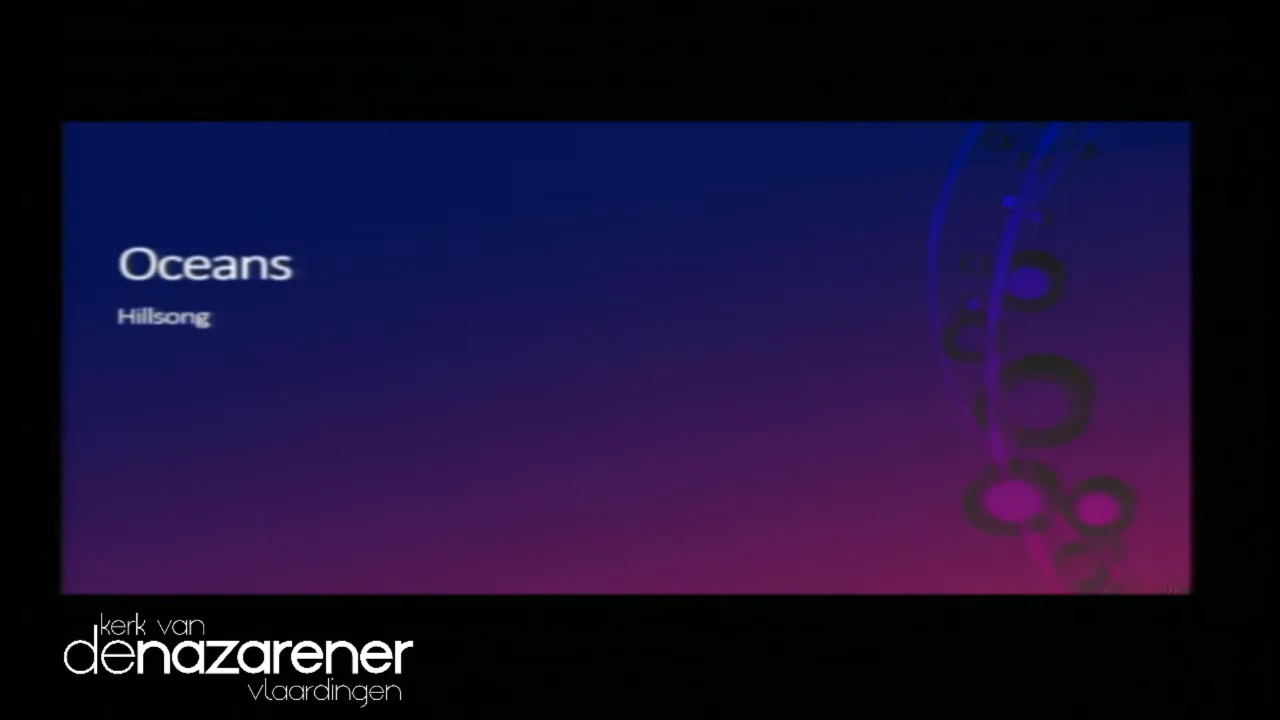 Oceans
Hillsong
kerk van
denazarener
vlaardingen